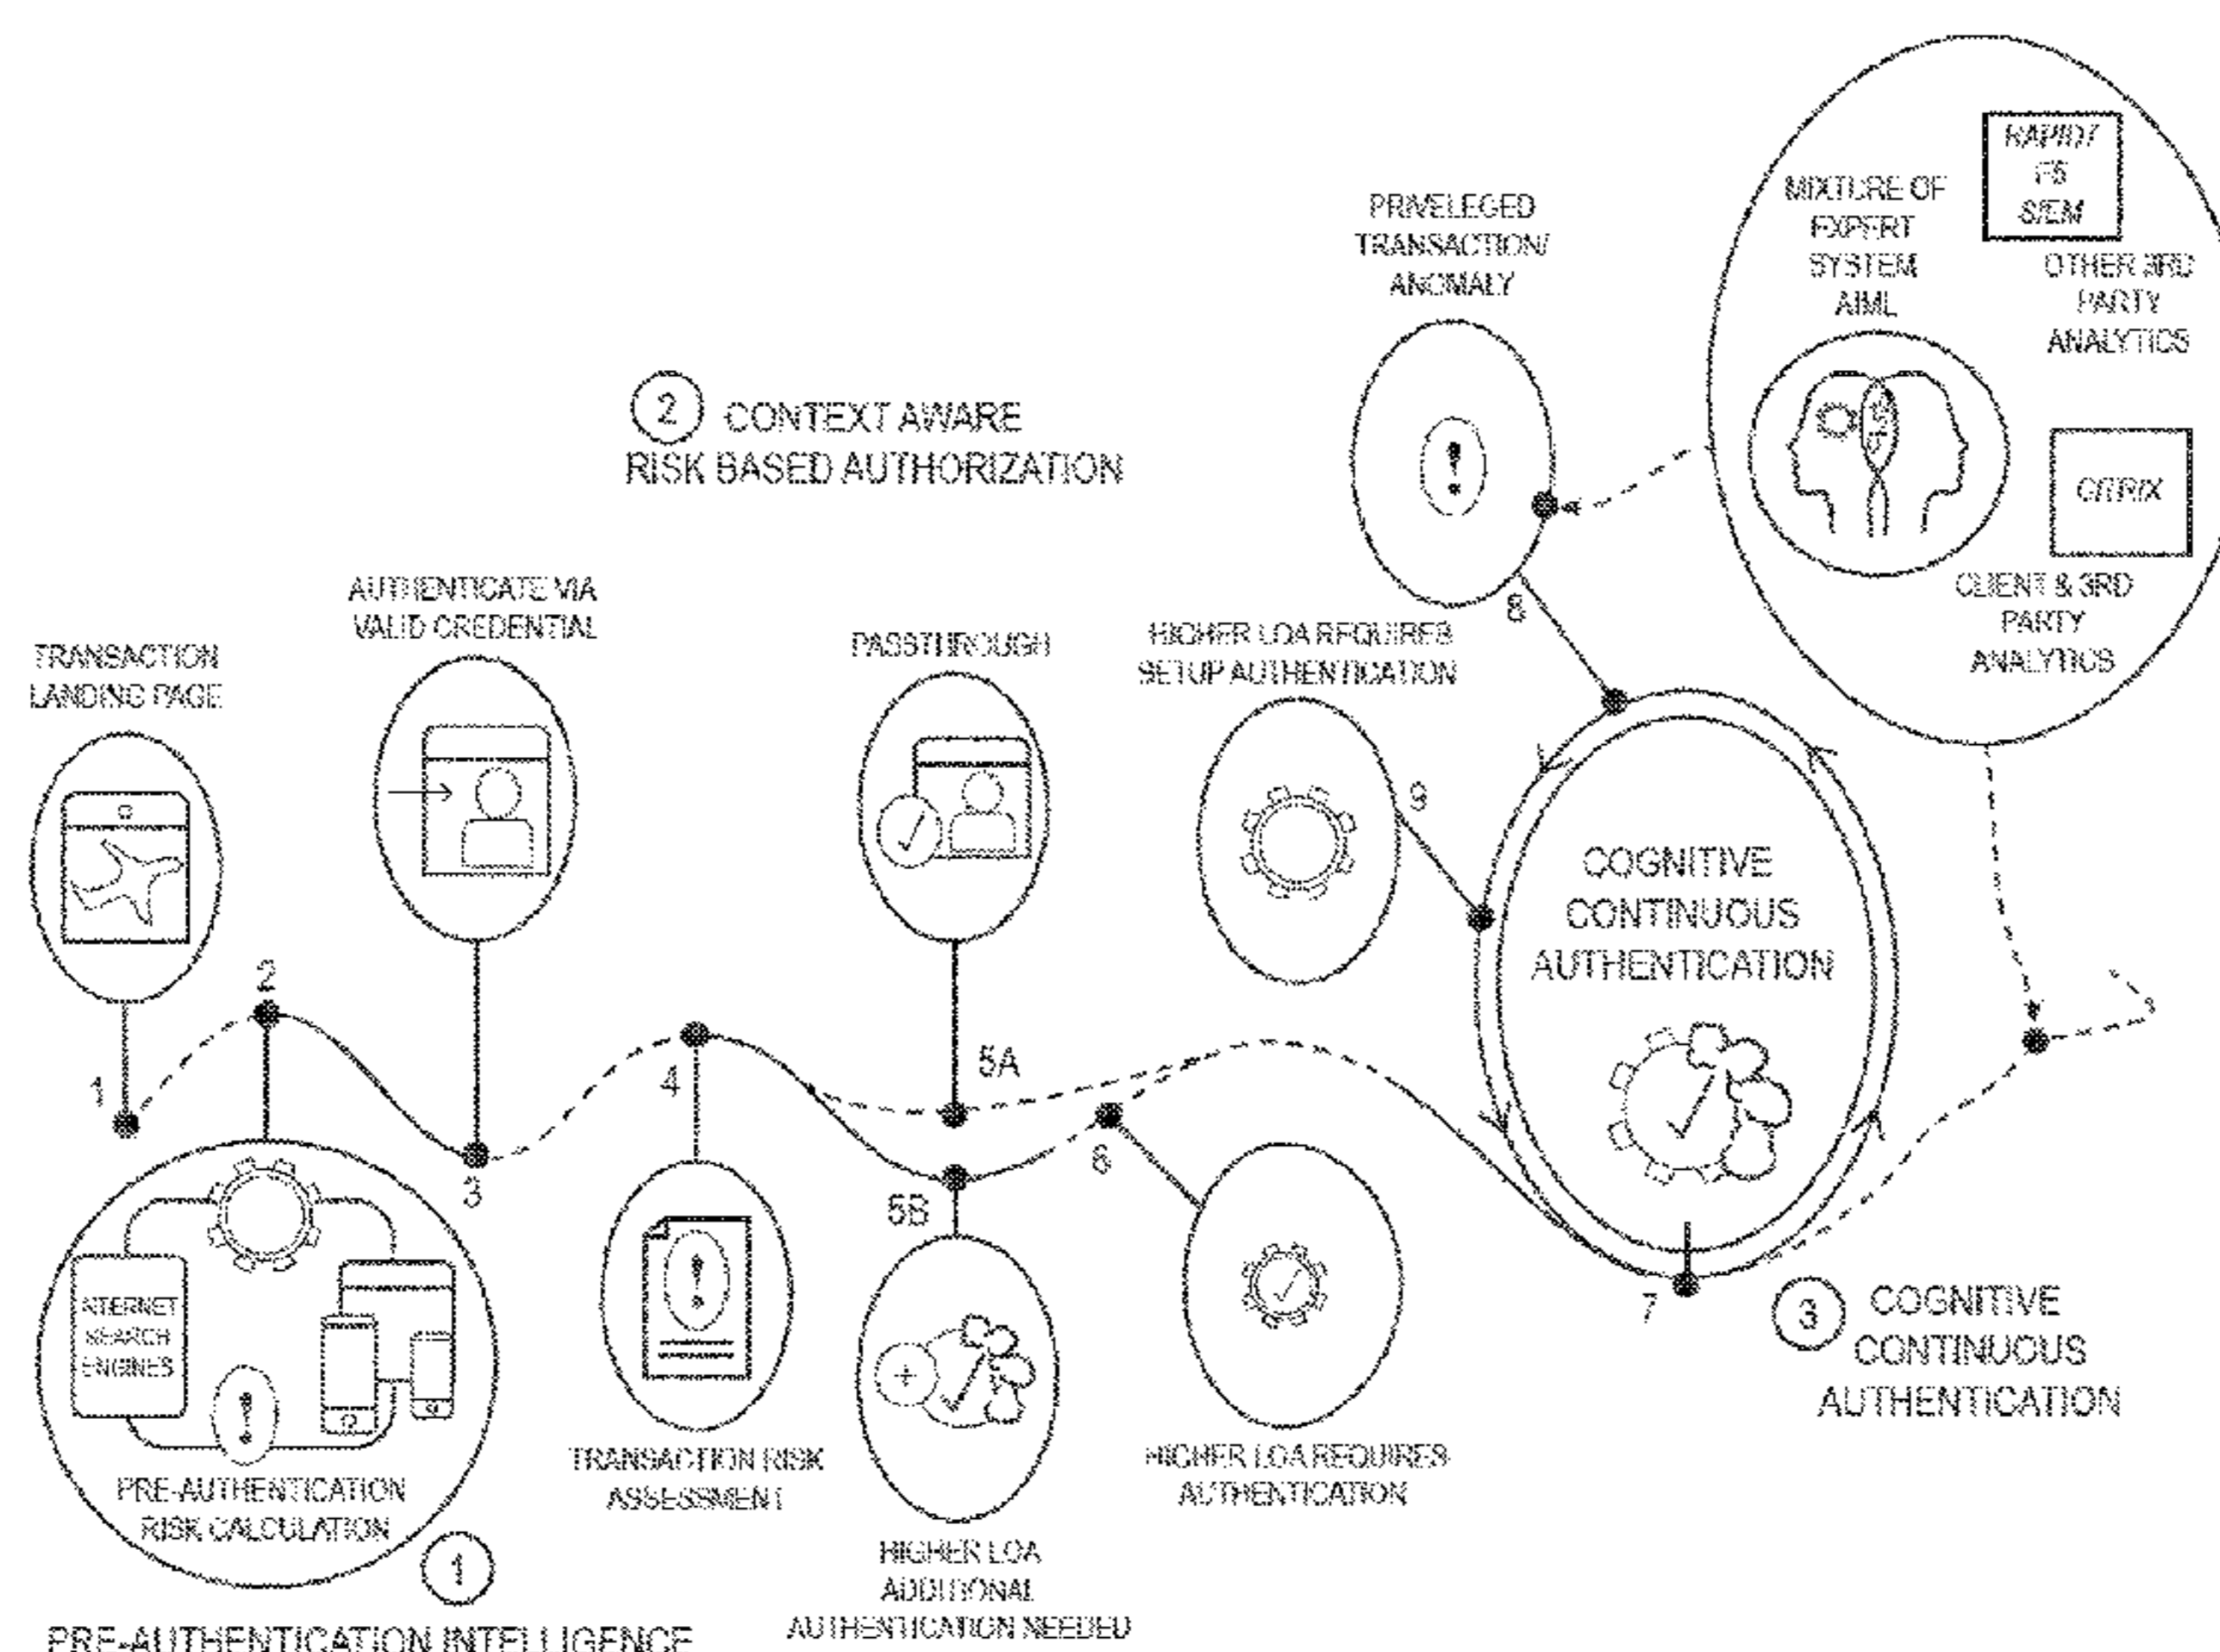 RAPID7
F5
SIEM
MIXTURE OF
EXPERT
SYSTEM
AIML
OTHER 3RD
PARTY
ANALYTICS
PRIVELEGED
TRANSACTION/
ANOMALY
2 CONTEXT AWARE
RISK BASED AUTHORIZATION
CITRIX
CLIENT & 3RD
PARTY
ANALYTICS
AUTHENTICATE VIA
VALID CREDENTIAL
8
HIGHER LOA REQUIRES
SETUP AUTHENTICATION
PASSTHROUGH
TRANSACTION
LANDING PAGE
9
COGNITIVE
CONTINUOUS
AUTHENTICATION
2
1
3
4
5A
5B
6
7
INTERNET
SEARCH
ENGINES
PRE-AUTHENTICATION
RISK CALCULATION
1
PRE-AUTHENTICATION INTELLIGENCE
TRANSACTION RISK
ASSESSMENT
HIGHER LOA
ADDITIONAL
AUTHENTICATION NEEDED
HIGHER LOA REQUIRES
AUTHENTICATION
3 COGNITIVE
CONTINUOUS
AUTHENTICATION